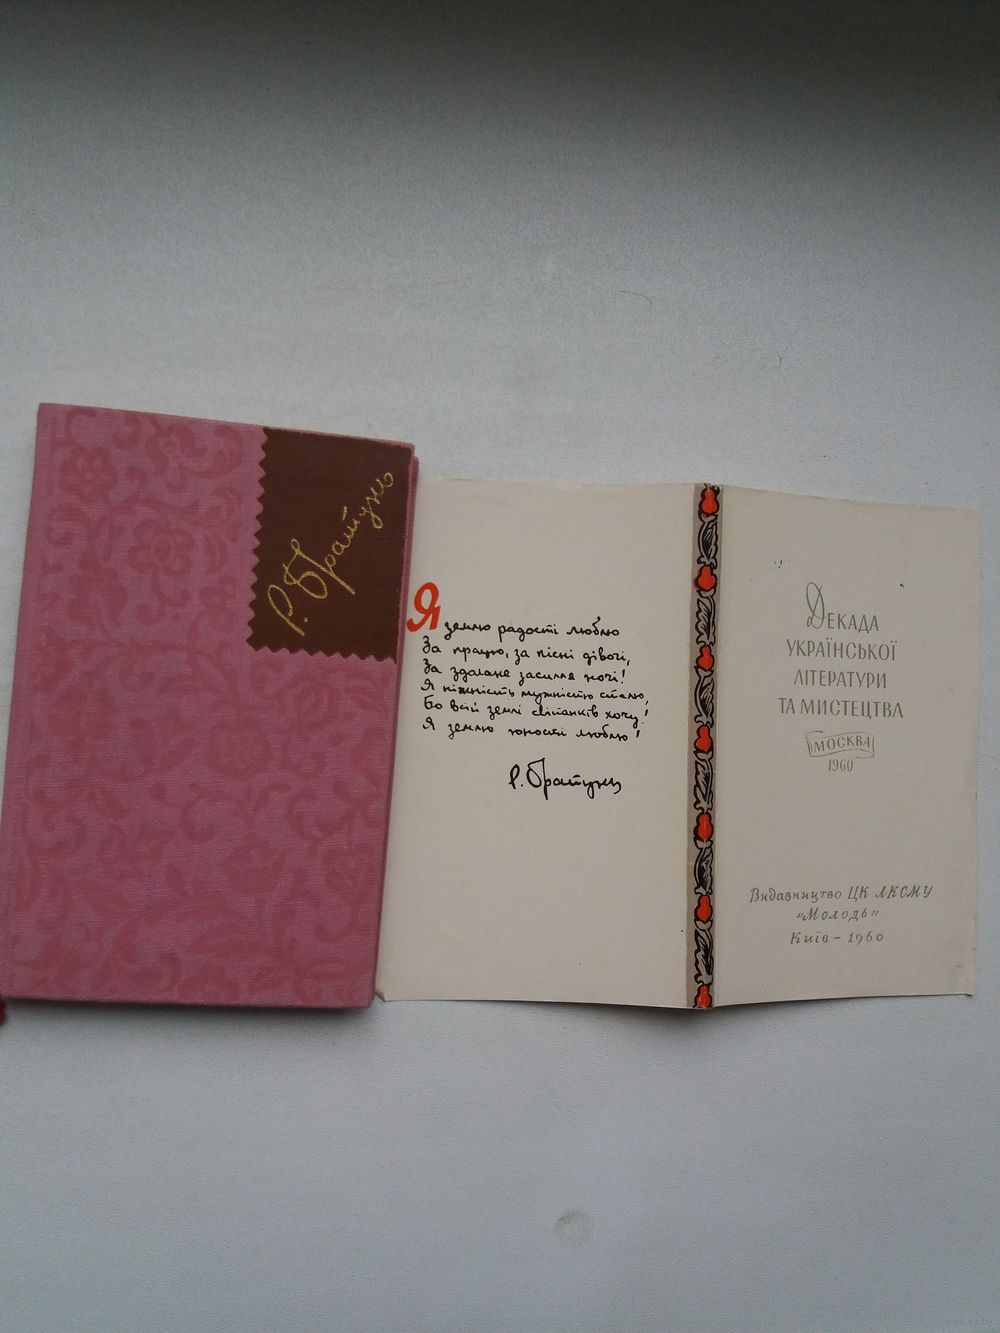 Р. Братунь
Я землю радості люблю
За працю, за пісні дівочі,
За здолане засилля ночі!
Я ніжність мужністю сталю,
Бо всій землі світанків хочу!
Я землю юності люблю!
Р. Братунь
Декада
української
літератури
та мистецтва
Москва
1960
Видавництво ЦК ЛКСМУ
"Молодь"
Київ – 1960